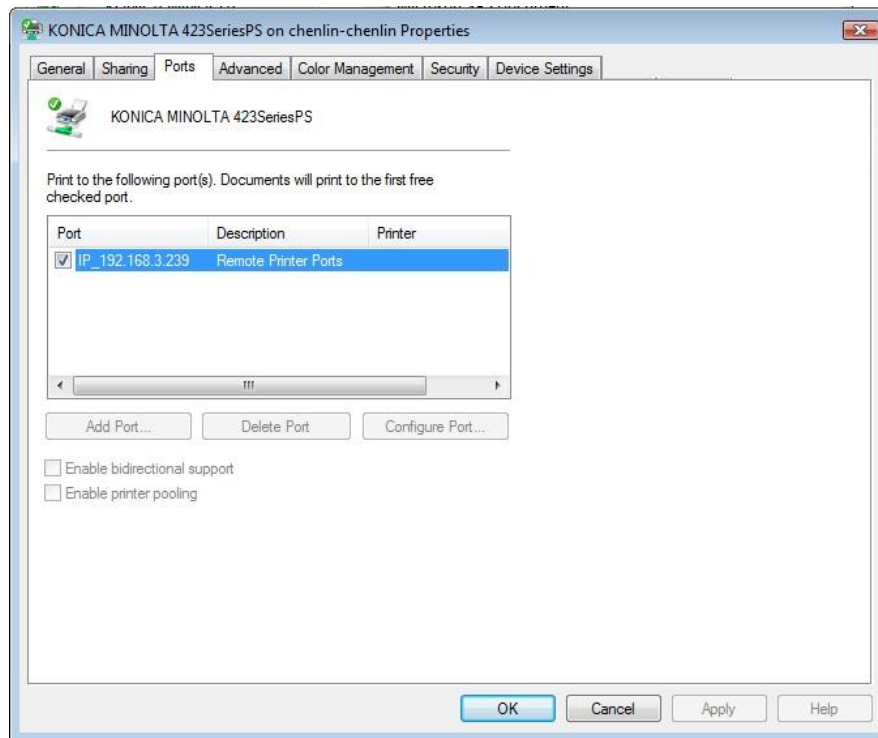 KONICA MINOLTA 423SeriesPS on chenlin-chenlin Properties
General Sharing Ports Advanced Color Management Security Device Settings
KONICA MINOLTA 423SeriesPS
Print to the following port(s). Documents will print to the first free
checked port.
Port Description Printer
IP_192.168.3.239 Remote Printer Ports
Add Port... Delete Port Configure Port...
Enable bidirectional support
Enable printer pooling
OK Cancel Apply Help